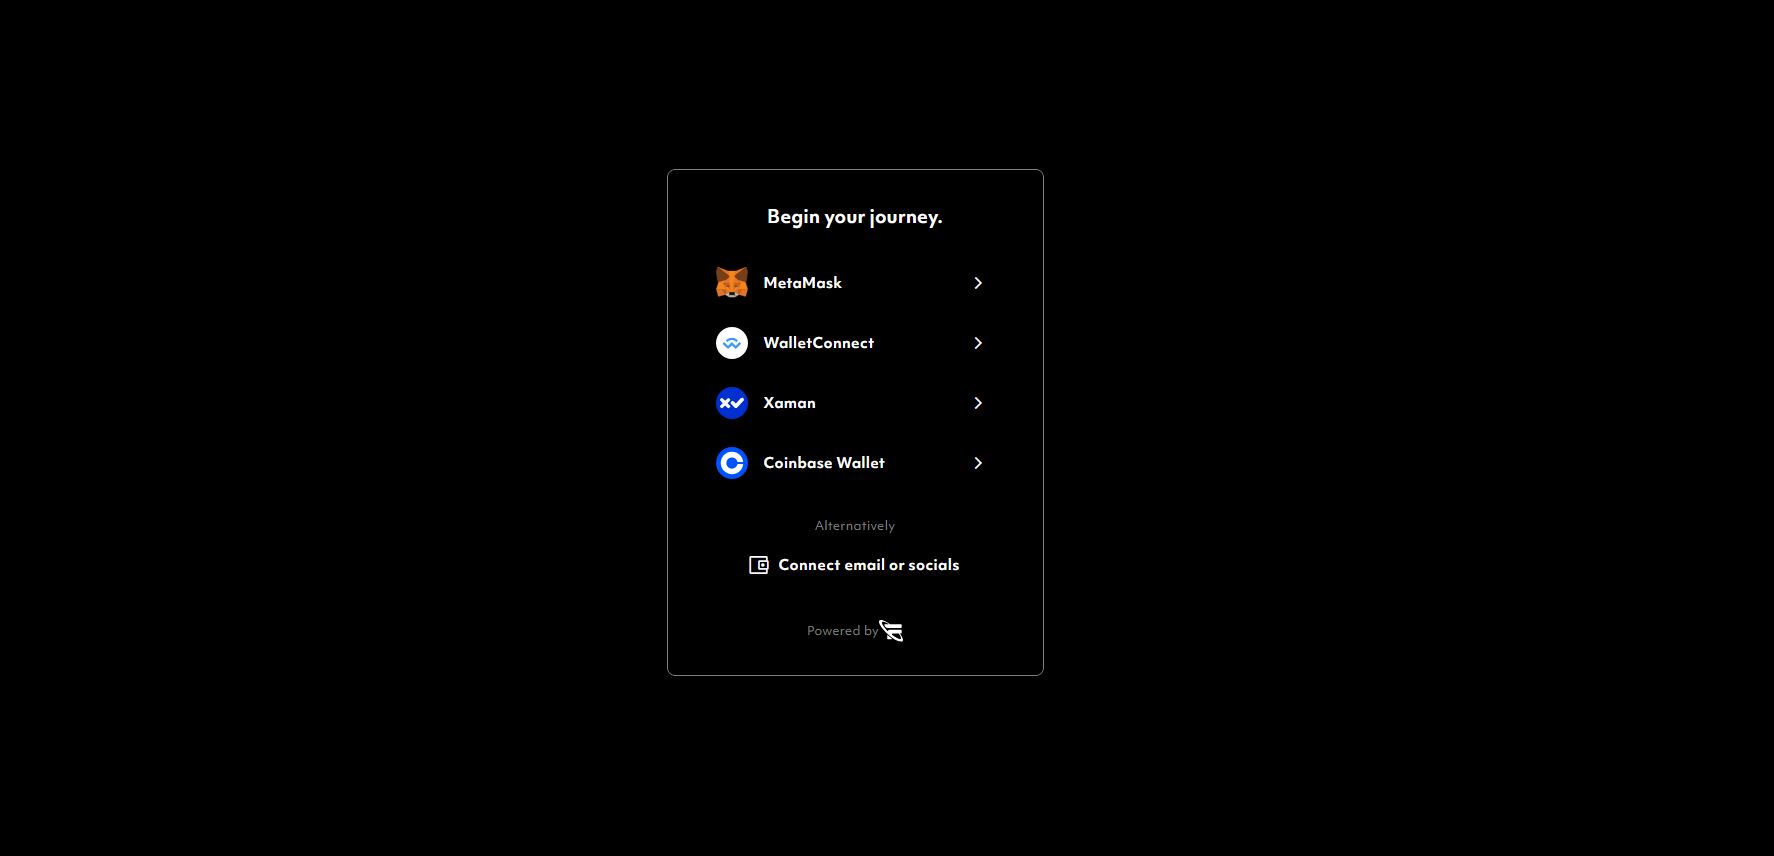 Begin your journey.
MetaMask
WalletConnect
Xaman
Coinbase Wallet
Alternatively
Connect email or socials
Powered by